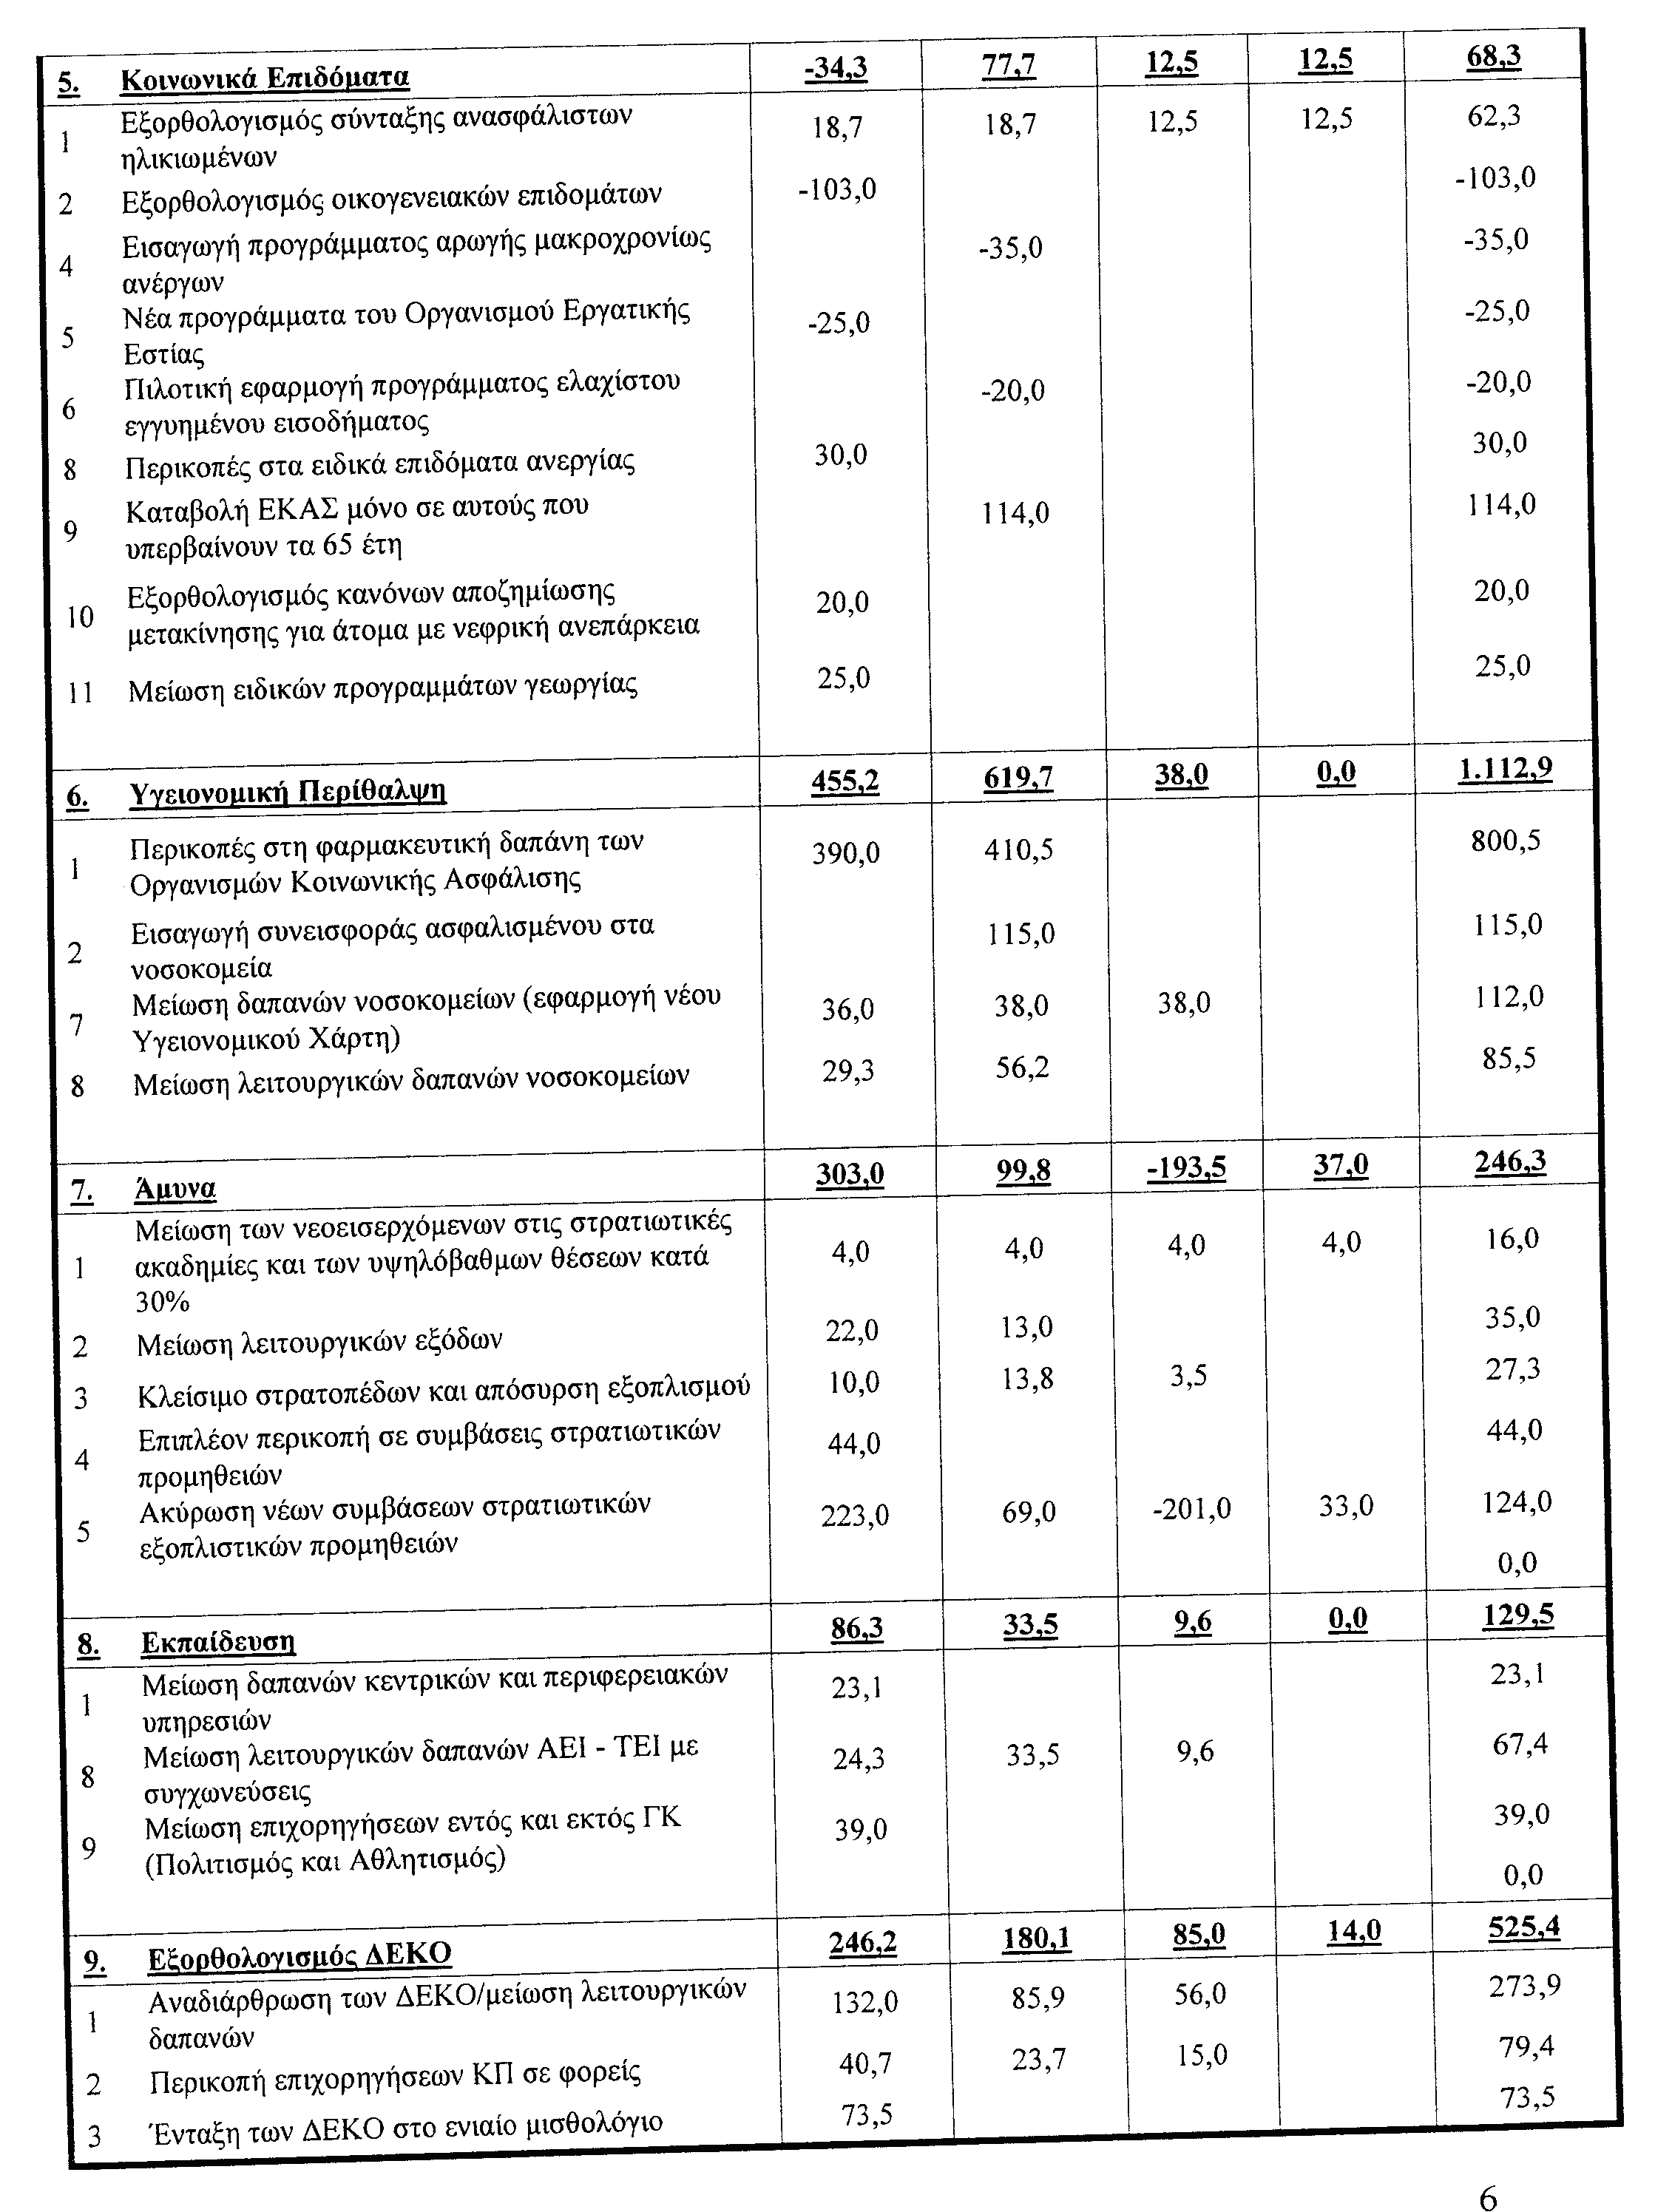 5. Κοινωνικά Επιδόματα -34,3 77,7 12,5 12,5 68,3
1 Εξορθολογισμός σύνταξης ανασφάλιστων
ηλικιωμένων 18,7 18,7 12,5 12,5 62,3
2 Εξορθολογισμός οικογενειακών επιδομάτων -103,0 -103,0
4 Εισαγωγή προγράμματος αρωγής μακροχρονίως
ανέργων -35,0 -35,0
5 Νέα προγράμματα του Οργανισμού Εργατικής
Εστίας -25,0 -25,0
6 Πιλοτική εφαρμογή προγράμματος ελαχίστου
εγγυημένου εισοδήματος -20,0 -20,0
8 Περικοπές στα ειδικά επιδόματα ανεργίας 30,0 30,0
9 Καταβολή ΕΚΑΣ μόνο σε αυτούς που
υπερβαίνουν τα 65 έτη 114,0 114,0
10 Εξορθολογισμός κανόνων αποζημίωσης
μετακίνησης για άτομα με νεφρική ανεπάρκεια 20,0 20,0
11 Μείωση ειδικών προγραμμάτων γεωργίας 25,0 25,0
6. Υγειονομική Περίθαλψη 455,2 619,7 38,0 0,0 1.112,9
1 Περικοπές στη φαρμακευτική δαπάνη των
Οργανισμών Κοινωνικής Ασφάλισης 390,0 410,5 800,5
2 Εισαγωγή συνεισφοράς ασφαλισμένου στα
νοσοκομεία 115,0 115,0
7 Μείωση δαπανών νοσοκομείων (εφαρμογή νέου
Υγειονομικού Χάρτη) 36,0 38,0 38,0 112,0
8 Μείωση λειτουργικών δαπανών νοσοκομείων 29,3 56,2 85,5
7. Άμυνα 303,0 99,8 -193,5 37,0 246,3
Μείωση των νεοεισερχόμενων στις στρατιωτικές
1 ακαδημίες και των υψηλόβαθμων θέσεων κατά 4,0 4,0 4,0 4,0 16,0
30%
2 Μείωση λειτουργικών εξόδων 22,0 13,0 35,0
3 Κλείσιμο στρατοπέδων και απόσυρση εξοπλισμού 10,0 13,8 3,5 27,3
4 Επιπλέον περικοπή σε συμβάσεις στρατιωτικών
προμηθειών 44,0 44,0
5 Ακύρωση νέων συμβάσεων στρατιωτικών
εξοπλιστικών προμηθειών 223,0 69,0 -201,0 33,0 124,0
0,0
8. Εκπαίδευση 86,3 33,5 9,6 0,0 129,5
1 Μείωση δαπανών κεντρικών και περιφερειακών
υπηρεσιών 23,1 23,1
8 Μείωση λειτουργικών δαπανών ΑΕΙ - ΤΕΙ με
συγχωνεύσεις 24,3 33,5 9,6 67,4
9 Μείωση επιχορηγήσεων εντός και εκτός ΓΚ
(Πολιτισμός και Αθλητισμός) 39,0 39,0
0,0
9. Εξορθολογισμός ΔΕΚΟ 246,2 180,1 85,0 14,0 525,4
1 Αναδιάρθρωση των ΔΕΚΟ/μείωση λειτουργικών
δαπανών 132,0 85,9 56,0 273,9
2 Περικοπή επιχορηγήσεων ΚΠ σε φορείς 40,7 23,7 15,0 79,4
3 Ένταξη των ΔΕΚΟ στο ενιαίο μισθολόγιο 73,5 73,5
6